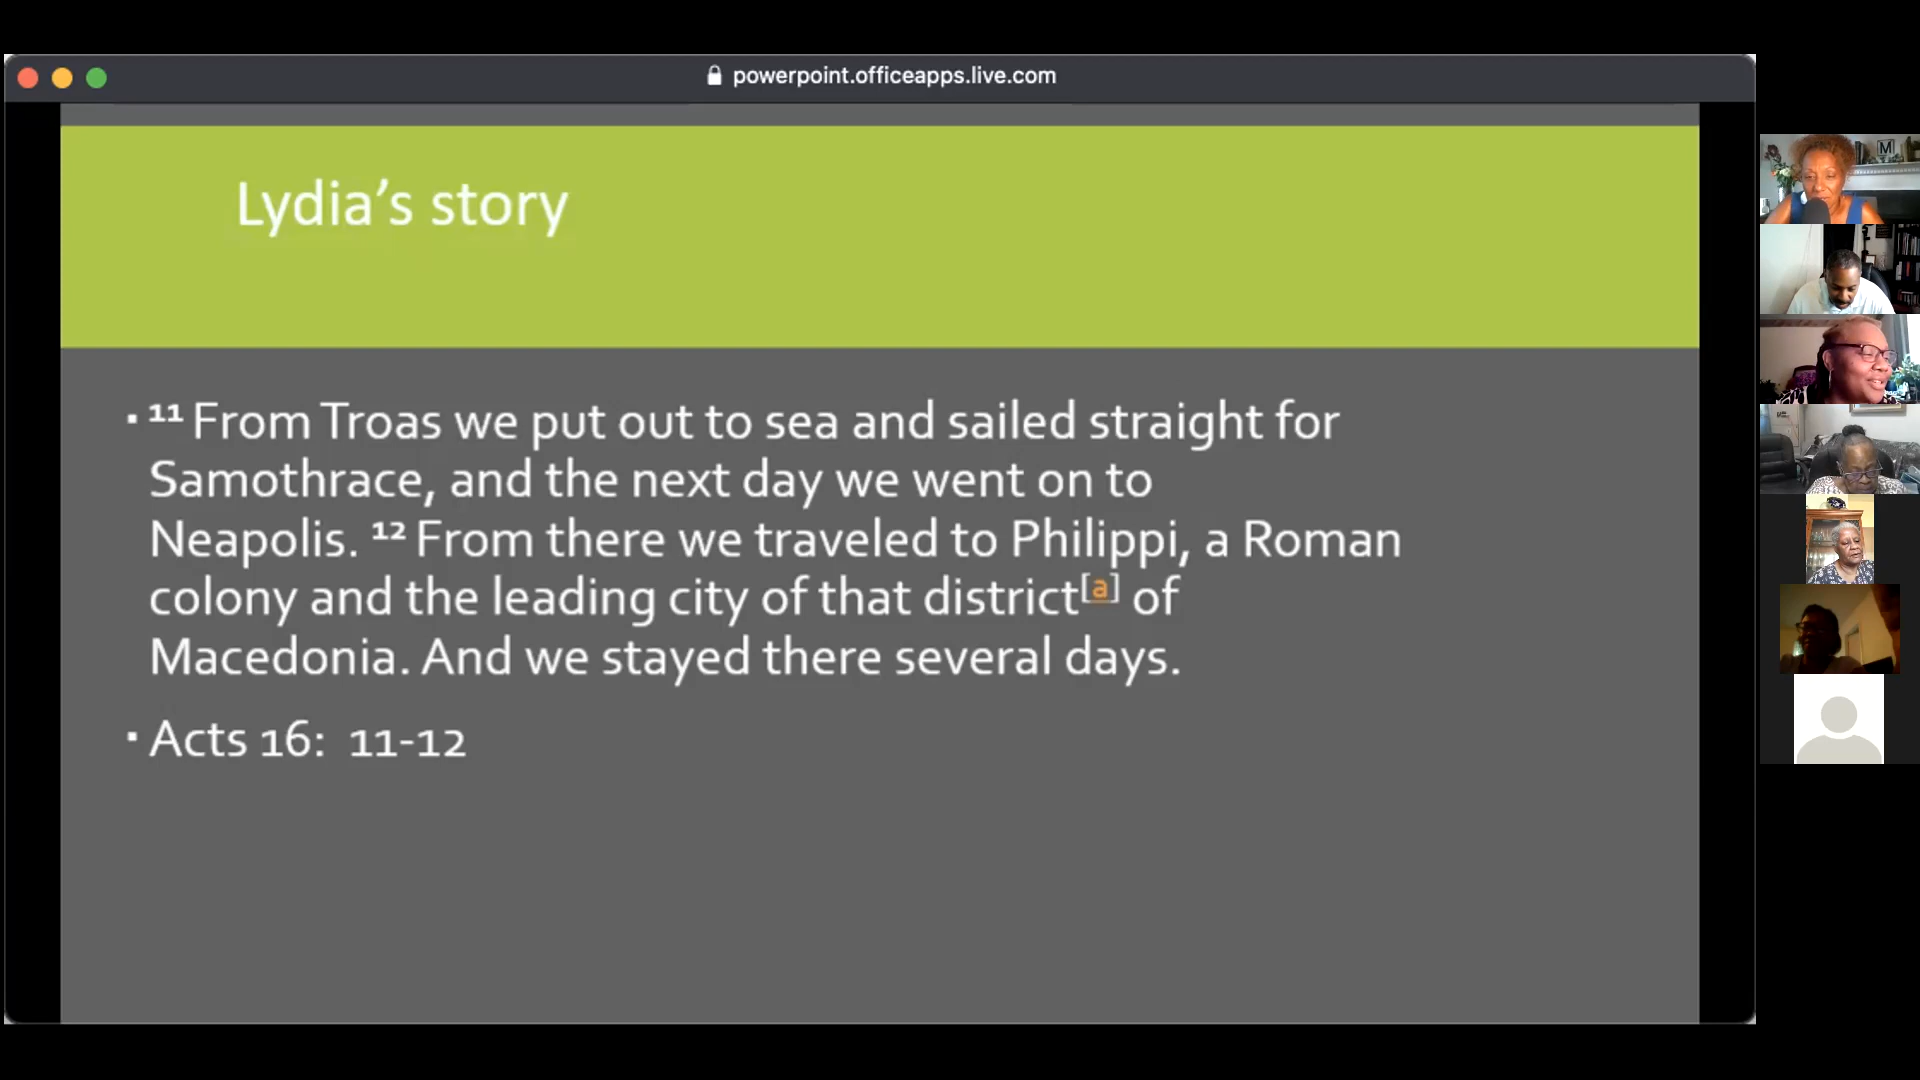 powerpoint.officeapps.live.com
Lydia’s story
▪ 11 From Troas we put out to sea and sailed straight for
Samothrace, and the next day we went on to
Neapolis. 12 From there we traveled to Philippi, a Roman
colony and the leading city of that district[a] of
Macedonia. And we stayed there several days.
▪ Acts 16:  11-12
M